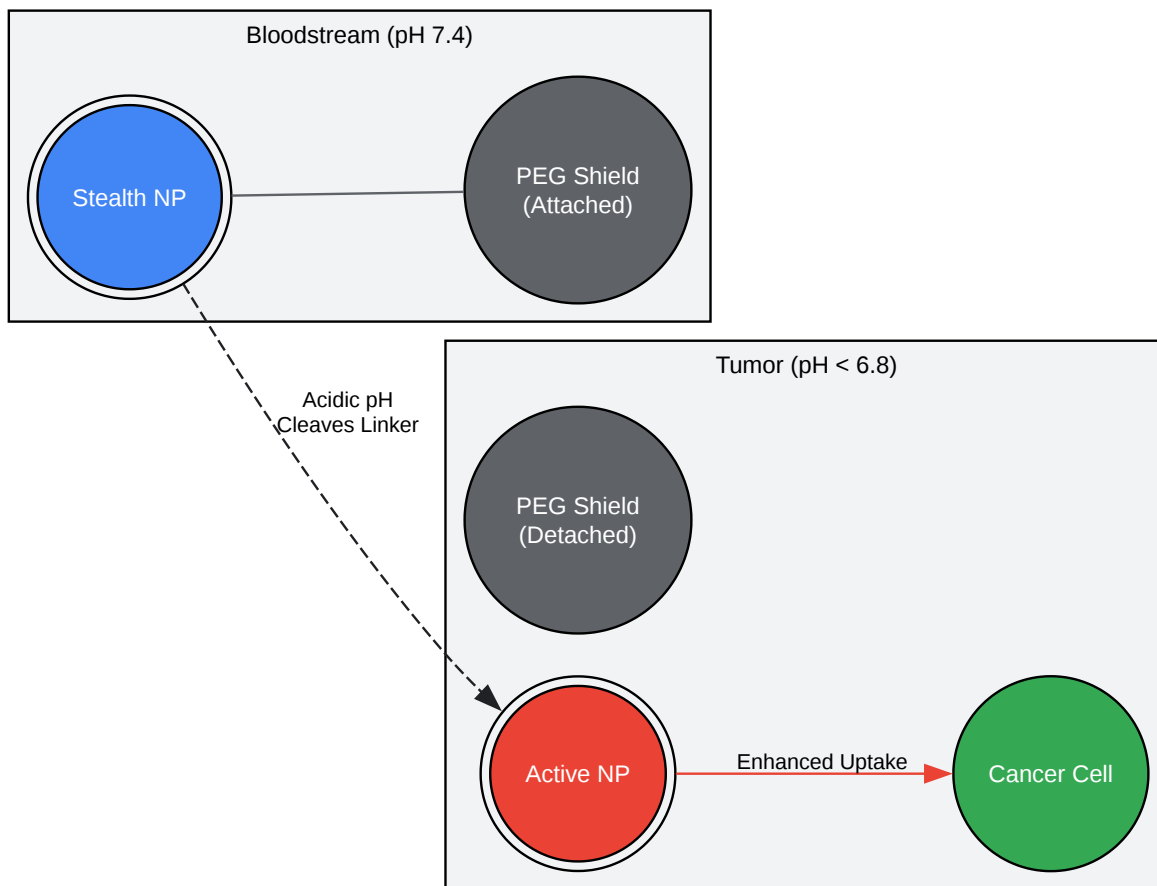 Bloodstream (pH 7.4)
Stealth NP
PEG Shield
(Attached)
Acidic pH
Cleaves Linker
Tumor (pH < 6.8)
PEG Shield
(Detached)
Active NP
Enhanced Uptake
Cancer Cell